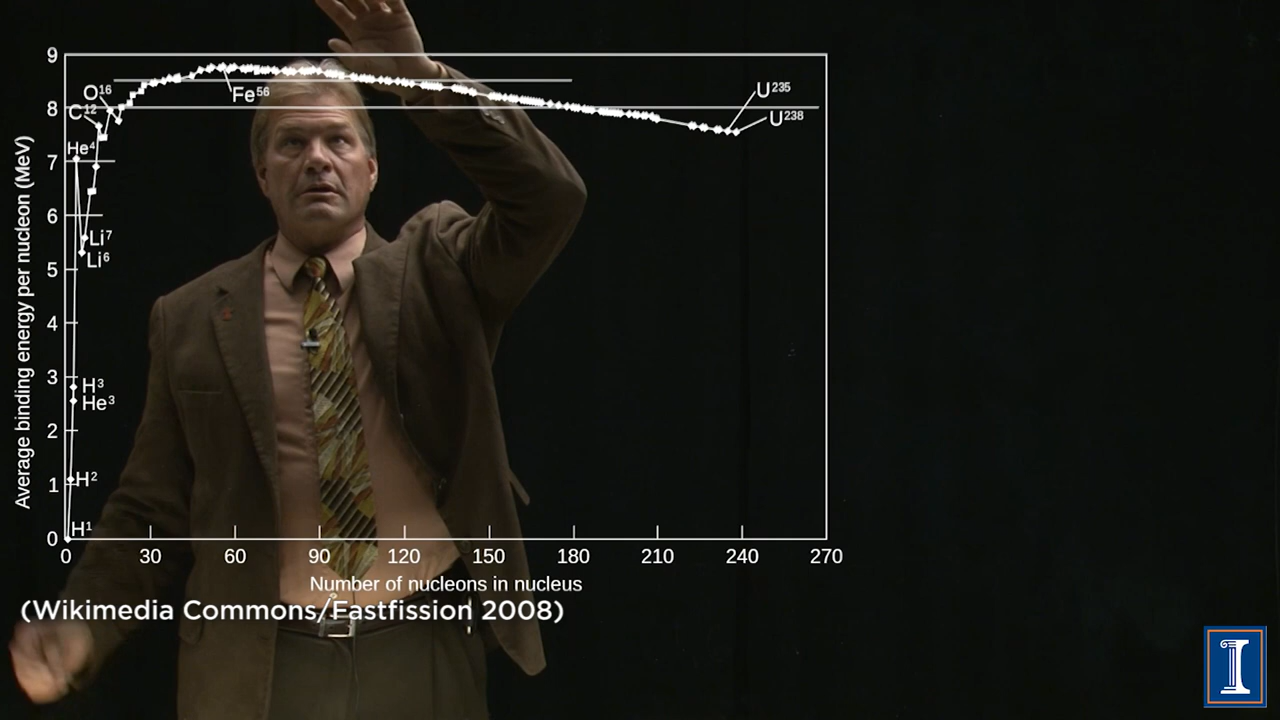 9
8
7
6
5
4
3
2
1
0
Average binding energy per nucleon (MeV)
O¹⁶
C¹²
He⁴
Li⁷
Li⁶
H³
He³
H²
H¹
Fe⁵⁶
U²³⁵
U²³⁸
0 30 60 90 120 150 180 210 240 270
Number of nucleons in nucleus
(Wikimedia Commons/Fastfission 2008)
I